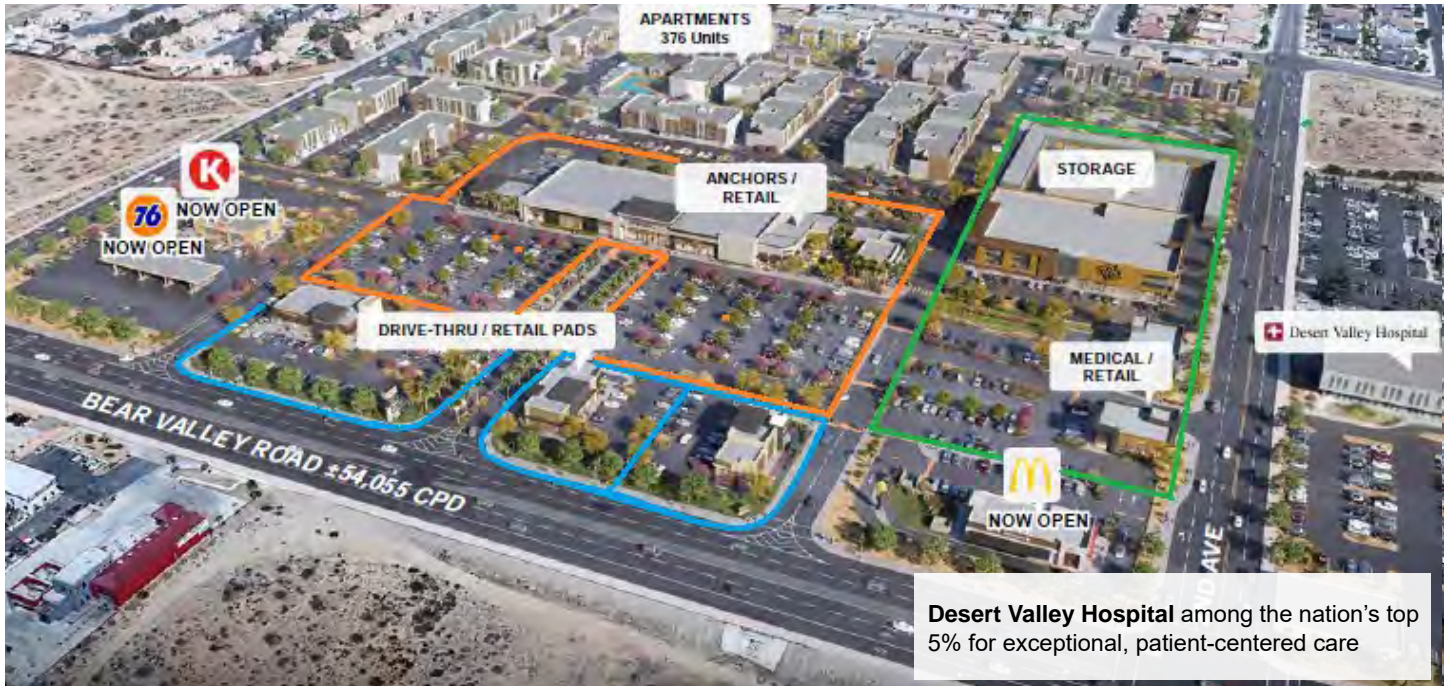 APARTMENTS
376 Units
K
NOW OPEN
76
NOW OPEN
ANCHORS /
RETAIL
STORAGE
DRIVE-THRU / RETAIL PADS
MEDICAL /
RETAIL
Desert Valley Hospital
BEAR VALLEY ROAD ±54,055 CPD
NOW OPEN
AVE
Desert Valley Hospital among the nation's top
5% for exceptional, patient-centered care